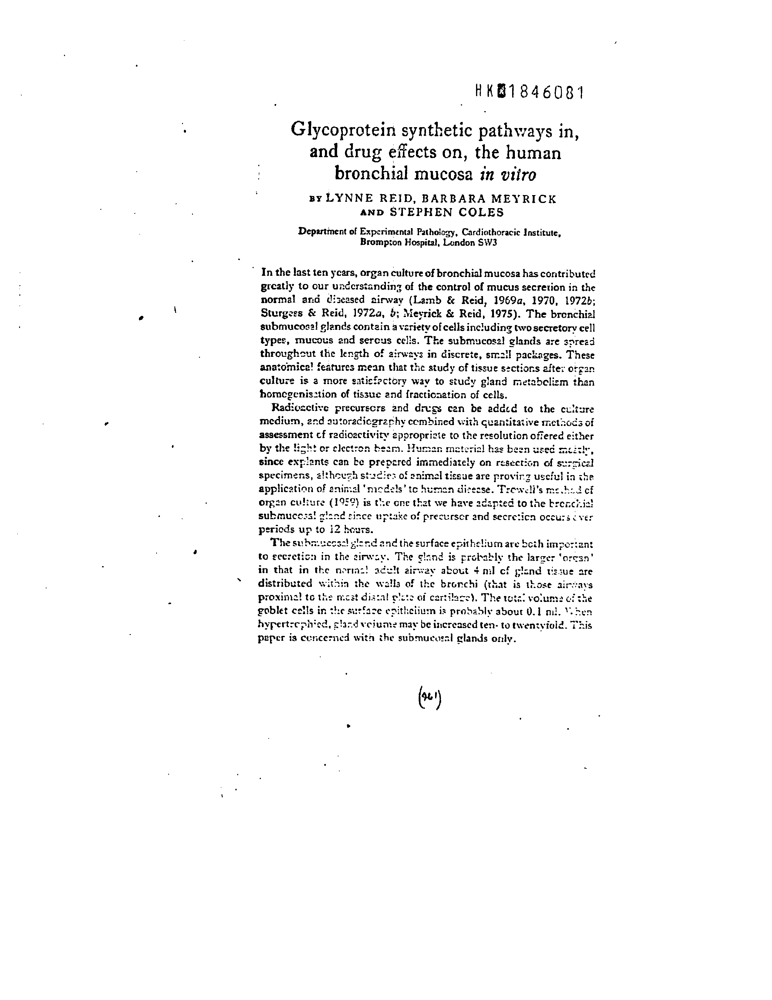 HK 1846081
Glycoprotein synthetic pathways in,
and drug effects on, the human
bronchial mucosa in vitro
BY LYNNE REID, BARBARA MEYRICK
AND STEPHEN COLES
Department of Experimental Pathology, Cardiothoracic Institute,
Brompton Hospital, London SW3
In the last ten years, organ culture of bronchial mucosa has contributed
greatly to our understanding of the control of mucus secretion in the
normal and diseased airway (Lamb & Reid, 1969a, 1970, 1972b;
Sturgess & Reid, 1972a, b; Meyrick & Reid, 1975). The bronchial
submucosal glands contain a variety of cells including two secretory cell
types, mucous and serous cells. The submucosal glands are spread
throughout the length of airways in discrete, small packages. These
anatomical features mean that the study of tissue sections after organ
culture is a more satisfactory way to study gland metabolism than
homogenisation of tissue and fractionation of cells.
Radioactive precursors and drugs can be added to the culture
medium, and autoradiography combined with quantitative methods of
assessment of radioactivity appropriate to the resolution offered either
by the light or electron beam. Human material has been used mostly,
since explants can be prepared immediately on resection of surgical
specimens, although studies of animal tissue are proving useful in the
application of animal 'models' to human disease. Trowell's method of
organ culture (1959) is the one that we have adapted to the bronchial
submucosal gland since uptake of precursor and secretion occurs over
periods up to 12 hours.
The submucosal gland and the surface epithelium are both important
to secretion in the airway. The gland is probably the larger 'organ'
in that in the normal adult airway about 4 ml of gland tissue are
distributed within the walls of the bronchi (that is those airways
proximal to the most distal plate of cartilage). The total volume of the
goblet cells in the surface epithelium is probably about 0.1 ml. When
hypertrophied, gland volume may be increased ten- to twentyfold. This
paper is concerned with the submucosal glands only.